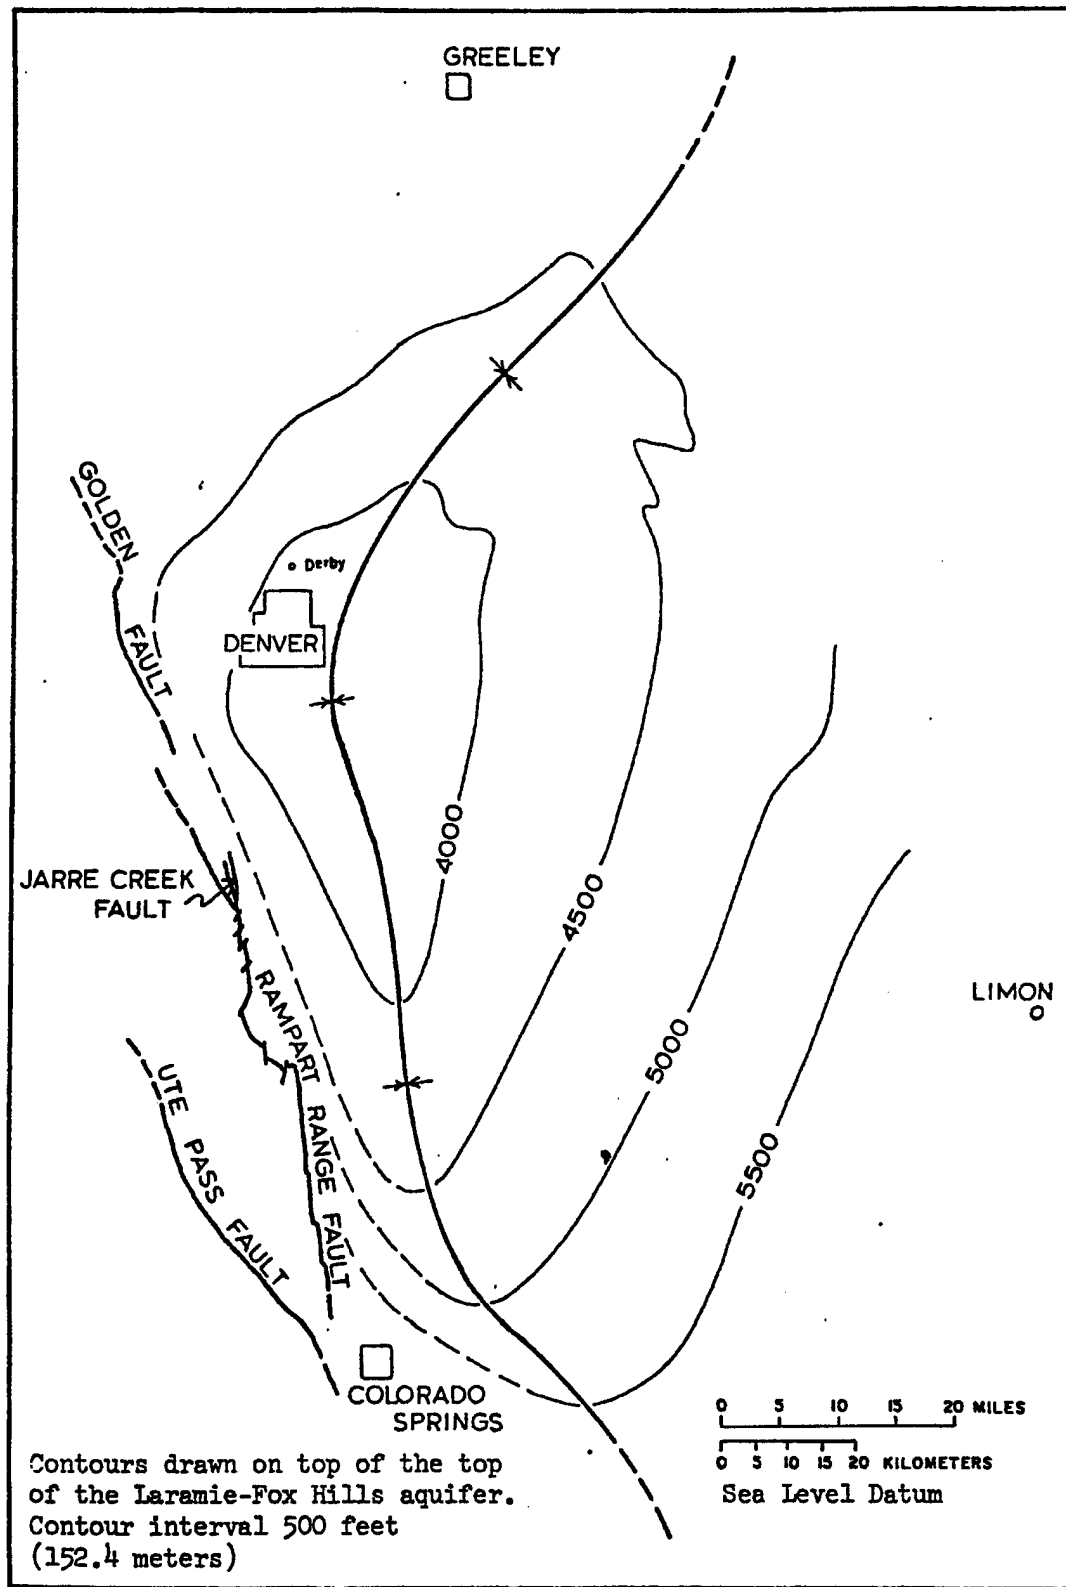 GREELEY
GOLDEN
FAULT
Derby
DENVER
4000
4500
JARRE CREEK
FAULT
LIMON
RAMPART RANGE FAULT
5000
UTE PASS FAULT
5500
COLORADO
SPRINGS
0 5 10 15 20 MILES
0 5 10 15 20 KILOMETERS
Sea Level Datum
Contours drawn on top of the top
of the Laramie-Fox Hills aquifer.
Contour interval 500 feet
(152.4 meters)